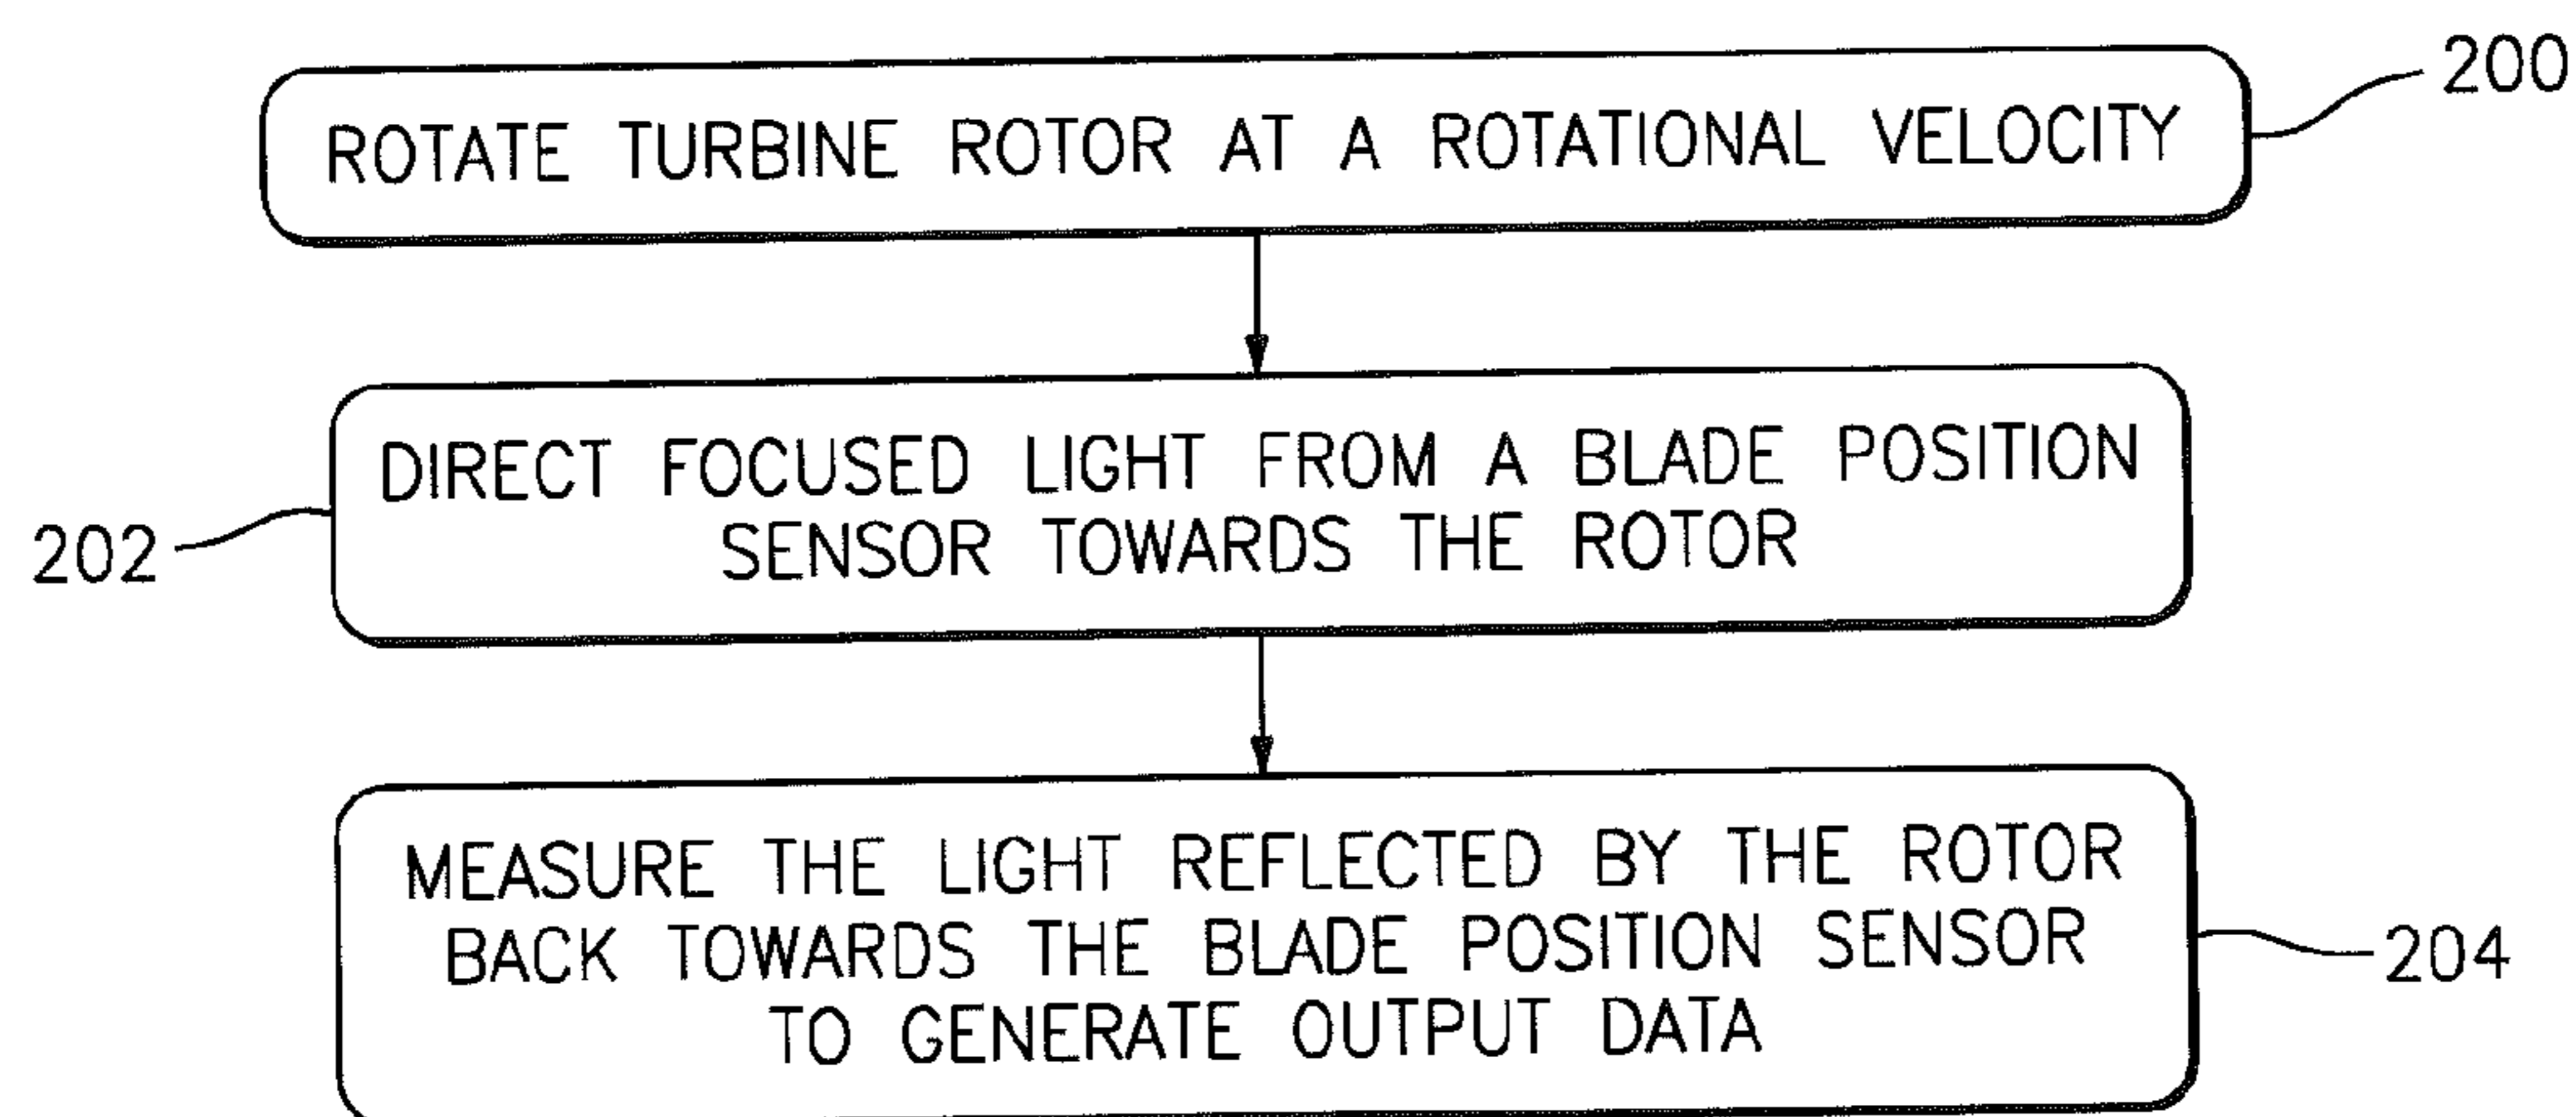 200
ROTATE TURBINE ROTOR AT A ROTATIONAL VELOCITY
DIRECT FOCUSED LIGHT FROM A BLADE POSITION
SENSOR TOWARDS THE ROTOR
202
MEASURE THE LIGHT REFLECTED BY THE ROTOR
BACK TOWARDS THE BLADE POSITION SENSOR
204
TO GENERATE OUTPUT DATA